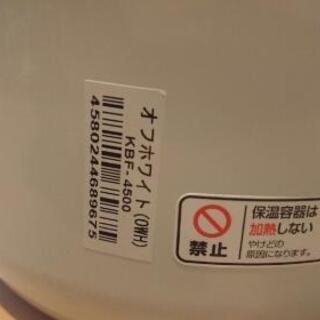 オフホワイト(OWH)
KBF-4500
4580244689675
禁止
保温容器は
加熱しない
やけどの
原因になります。